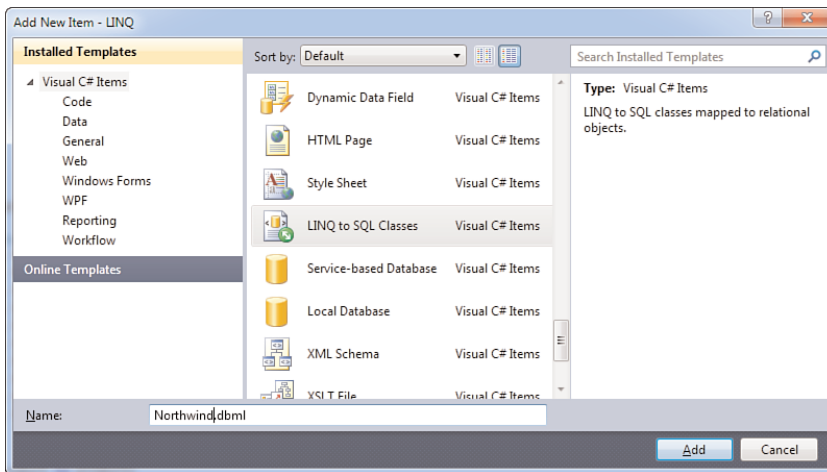 Add New Item - LINQ
Installed Templates
Visual C# Items
Code
Data
General
Web
Windows Forms
WPF
Reporting
Workflow
Online Templates
Sort by: Default
Dynamic Data Field Visual C# Items
HTML Page Visual C# Items
Style Sheet Visual C# Items
LINQ to SQL Classes Visual C# Items
Service-based Database Visual C# Items
Local Database Visual C# Items
XML Schema Visual C# Items
XSLT File Visual C# Items
Search Installed Templates
Type: Visual C# Items
LINQ to SQL classes mapped to relational
objects.
Name: Northwind.dbml
Add Cancel